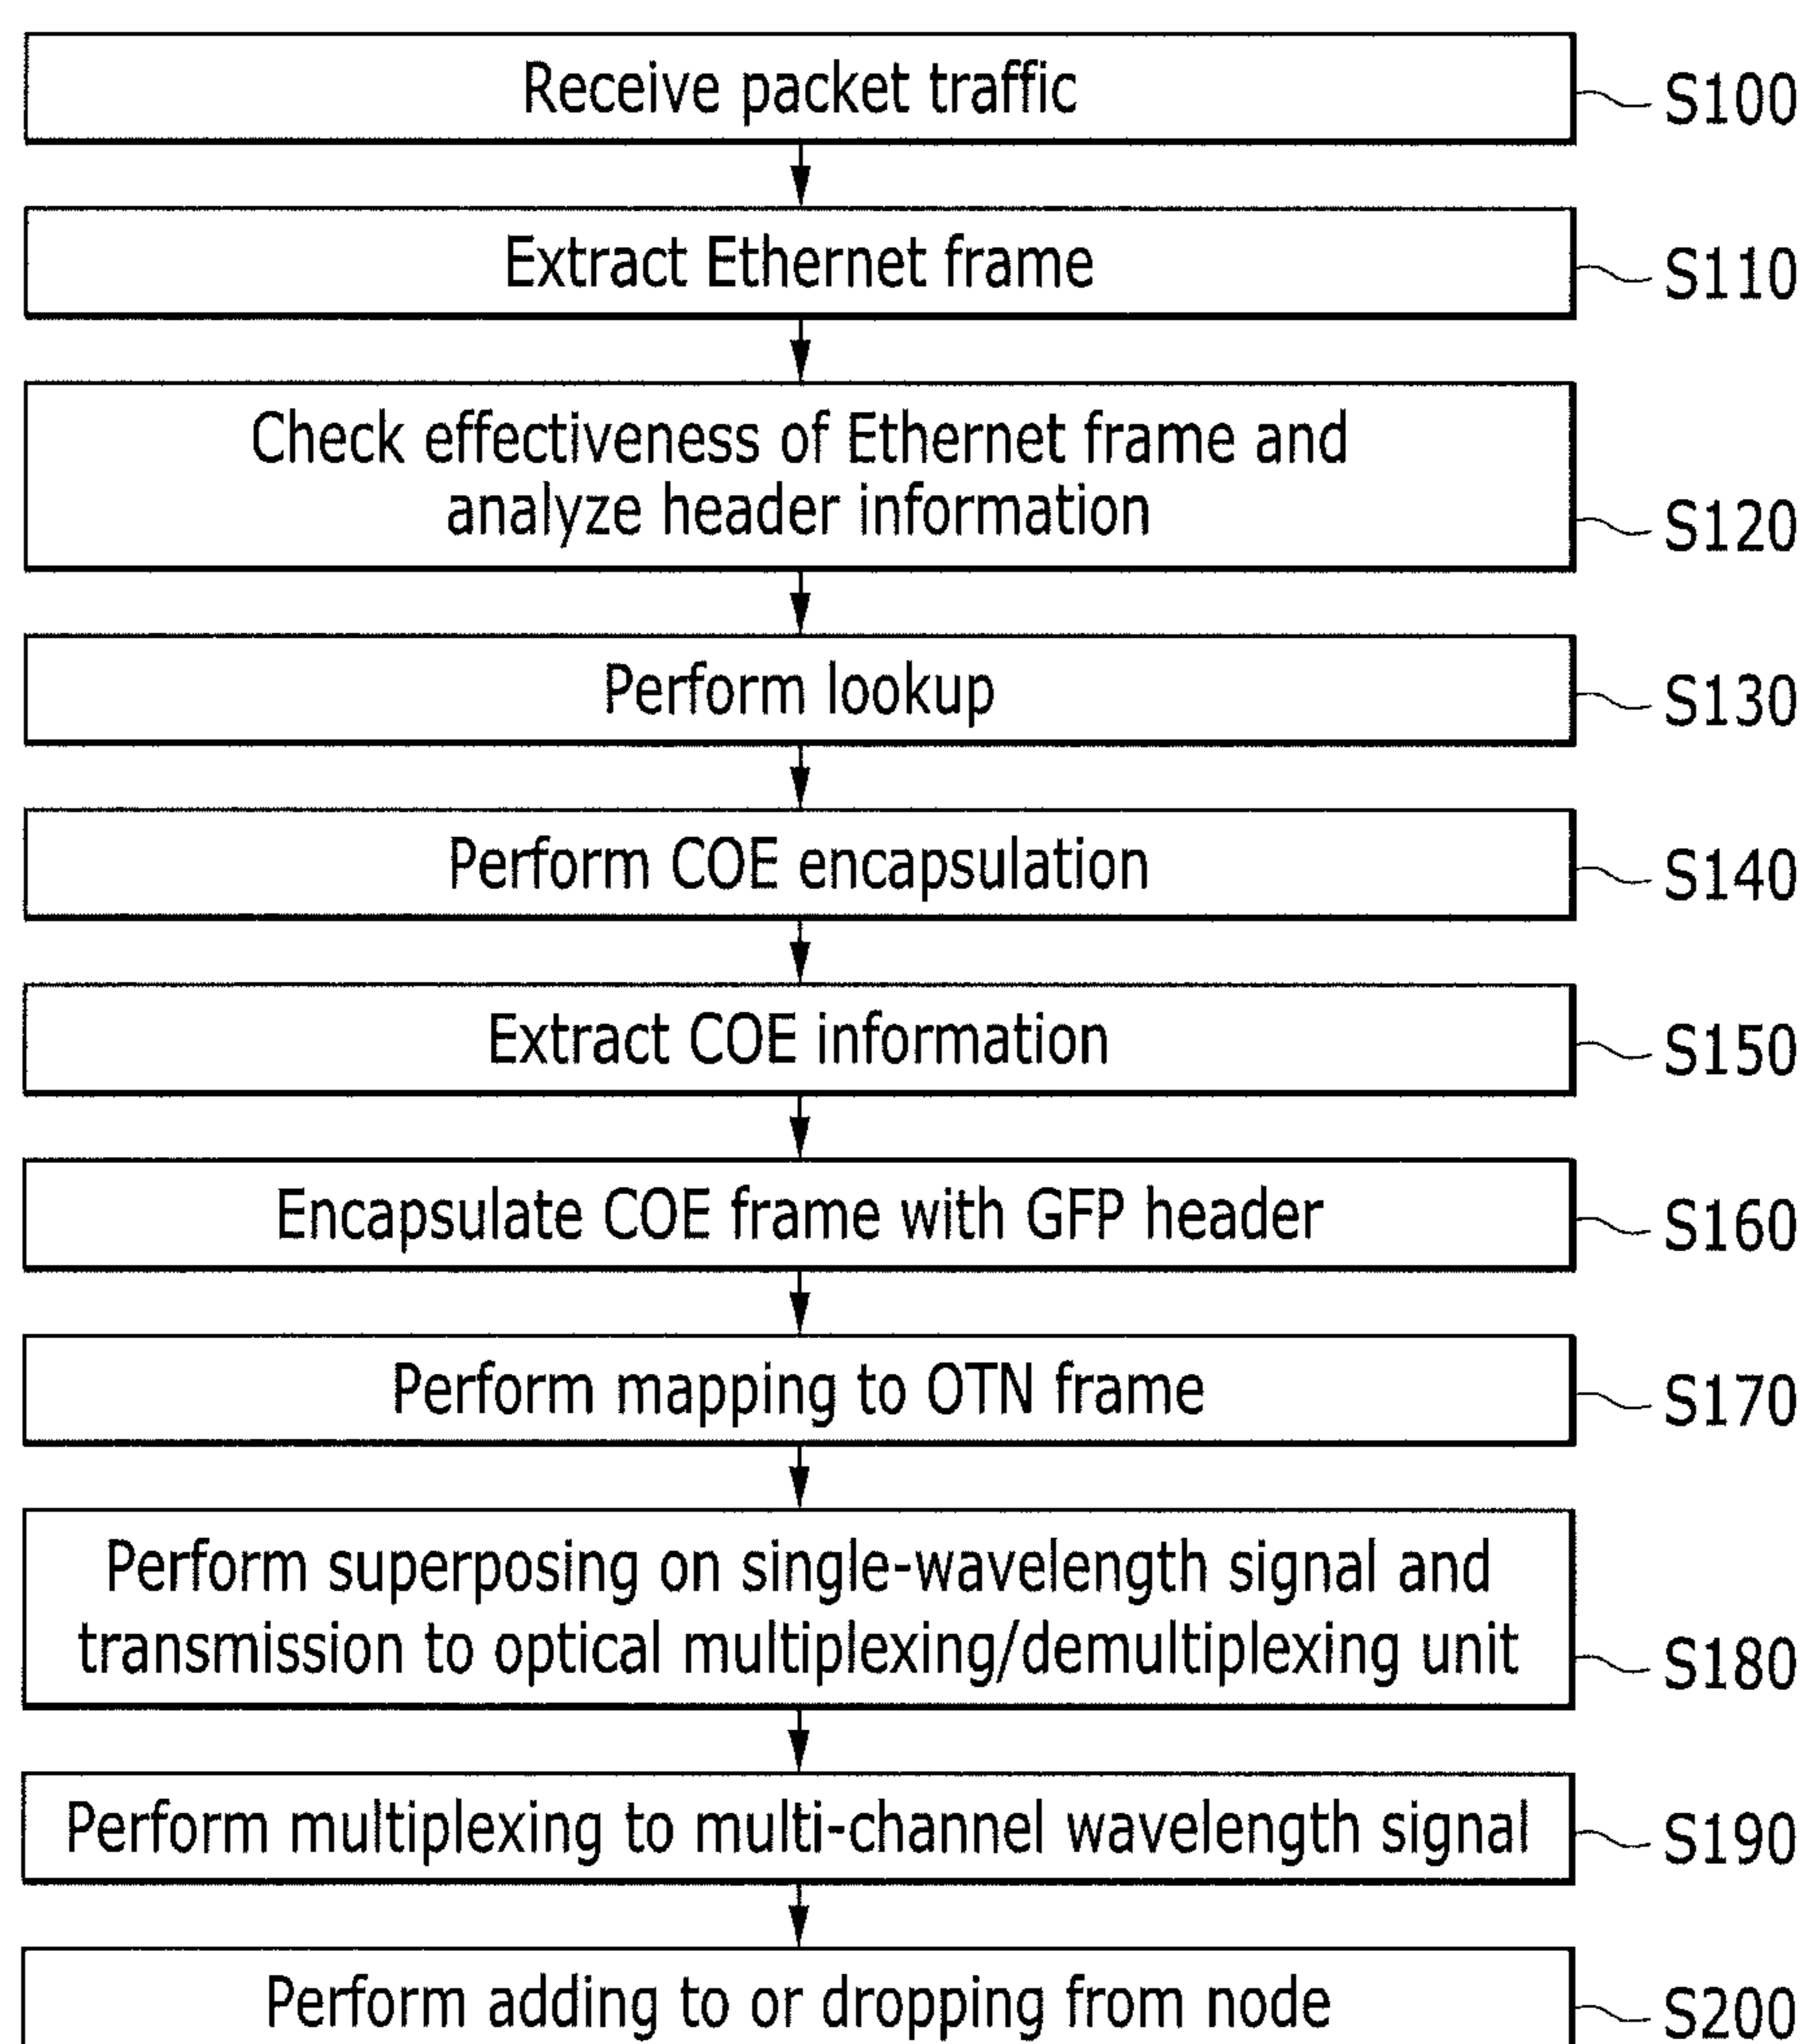 Receive packet traffic
S100
Extract Ethernet frame
S110
Check effectiveness of Ethernet frame and
analyze header information
S120
Perform lookup
S130
Perform COE encapsulation
S140
Extract COE information
S150
Encapsulate COE frame with GFP header
S160
Perform mapping to OTN frame
S170
Perform superposing on single-wavelength signal and
transmission to optical multiplexing/demultiplexing unit
S180
Perform multiplexing to multi-channel wavelength signal
S190
Perform adding to or dropping from node
S200